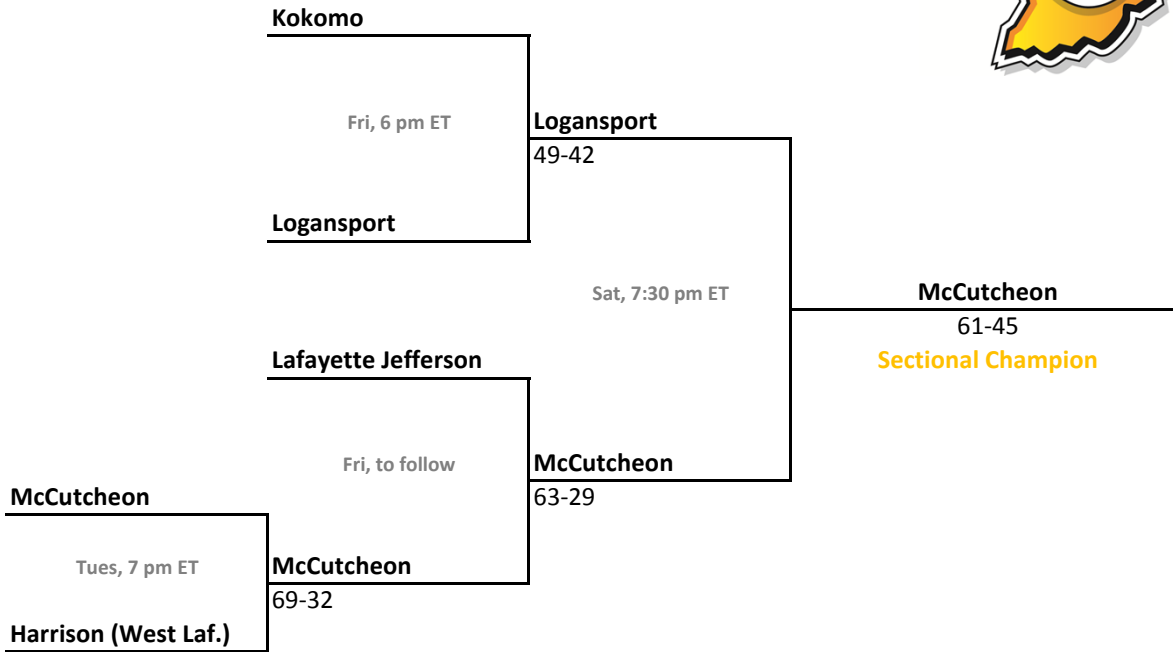 Kokomo
Fri, 6 pm ET
Logansport
49-42
Logansport
Sat, 7:30 pm ET
McCutcheon
61-45
Sectional Champion
Lafayette Jefferson
Fri, to follow
McCutcheon
63-29
McCutcheon
Tues, 7 pm ET
McCutcheon
69-32
Harrison (West Laf.)